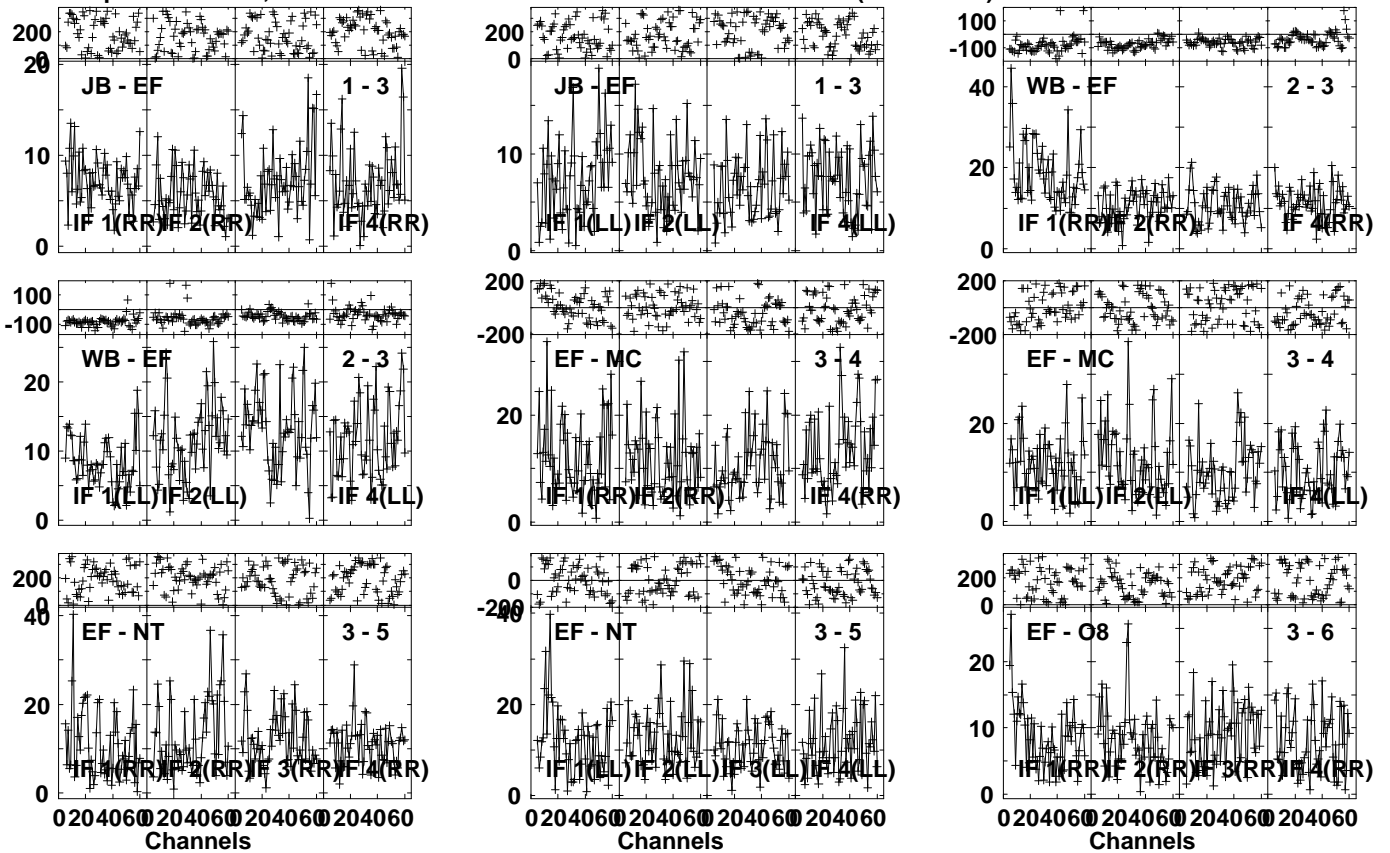 200
0
20
10
0
JB - EF
1 - 3
IF 1(RR)
IF 2(RR)
IF 4(RR)
200
0
10
0
JB - EF
1 - 3
IF 1(LL)
IF 2(LL)
IF 4(LL)
100
-100
40
20
0
WB - EF
2 - 3
IF 1(RR)
IF 2(RR)
IF 4(RR)
100
-100
20
10
0
WB - EF
2 - 3
IF 1(LL)
IF 2(LL)
IF 4(LL)
200
-200
20
0
EF - MC
3 - 4
IF 1(RR)
IF 2(RR)
IF 4(RR)
200
-200
20
0
EF - MC
3 - 4
IF 1(LL)
IF 2(LL)
IF 4(LL)
200
0
40
20
0
EF - NT
3 - 5
IF 1(RR)
IF 2(RR)
IF 3(RR)
IF 4(RR)
0 20 40 60 0 20 40 60 0 20 40 60 0 20 40 60
Channels
0
-200
40
20
0
EF - NT
3 - 5
IF 1(LL)
IF 2(LL)
IF 3(LL)
IF 4(LL)
0 20 40 60 0 20 40 60 0 20 40 60 0 20 40 60
Channels
200
0
20
10
0
EF - O8
3 - 6
IF 1(RR)
IF 2(RR)
IF 3(RR)
IF 4(RR)
0 20 40 60 0 20 40 60 0 20 40 60 0 20 40 60
Channels